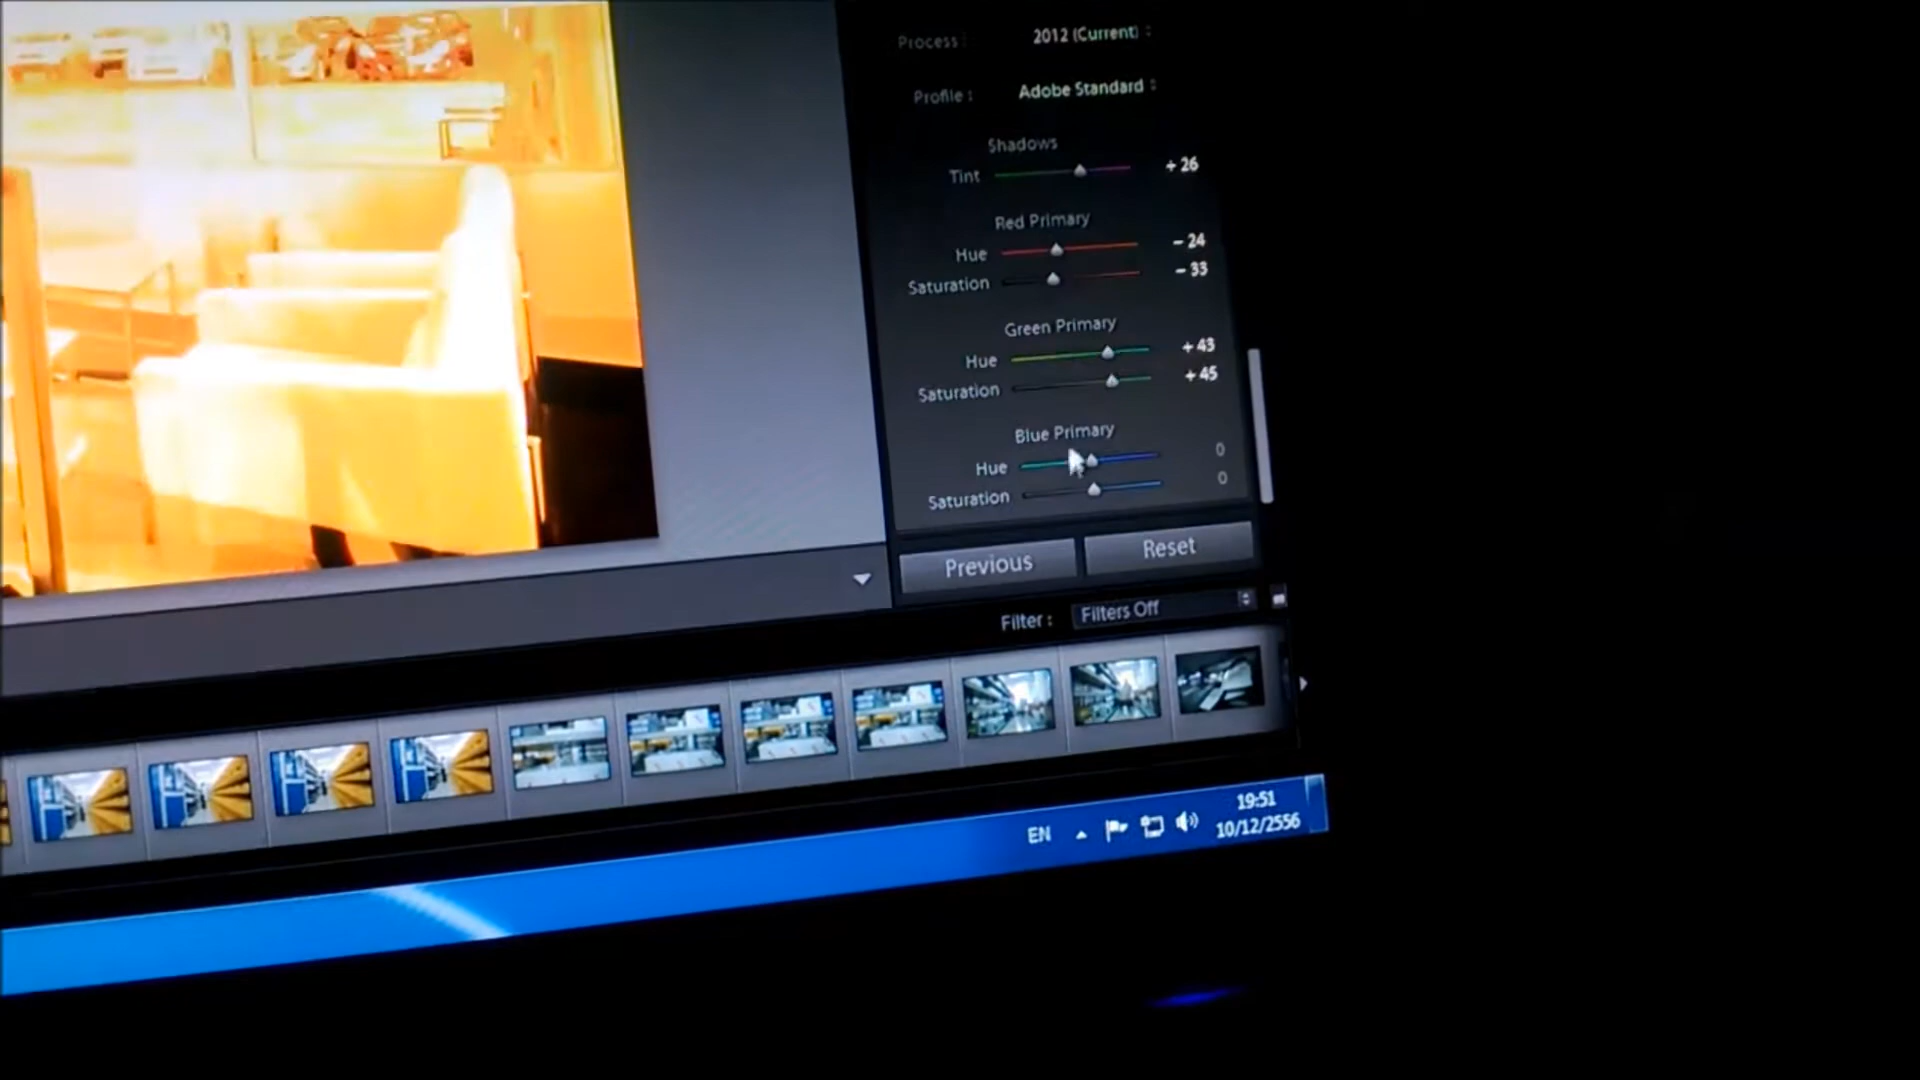 Process : 2012 (Current)
Profile : Adobe Standard
Shadows
Tint + 26
Red Primary
Hue - 24
Saturation - 33
Green Primary
Hue + 43
Saturation + 45
Blue Primary
Hue 0
Saturation 0
Previous Reset
Filter : Filters Off
EN 19:51
10/12/2556